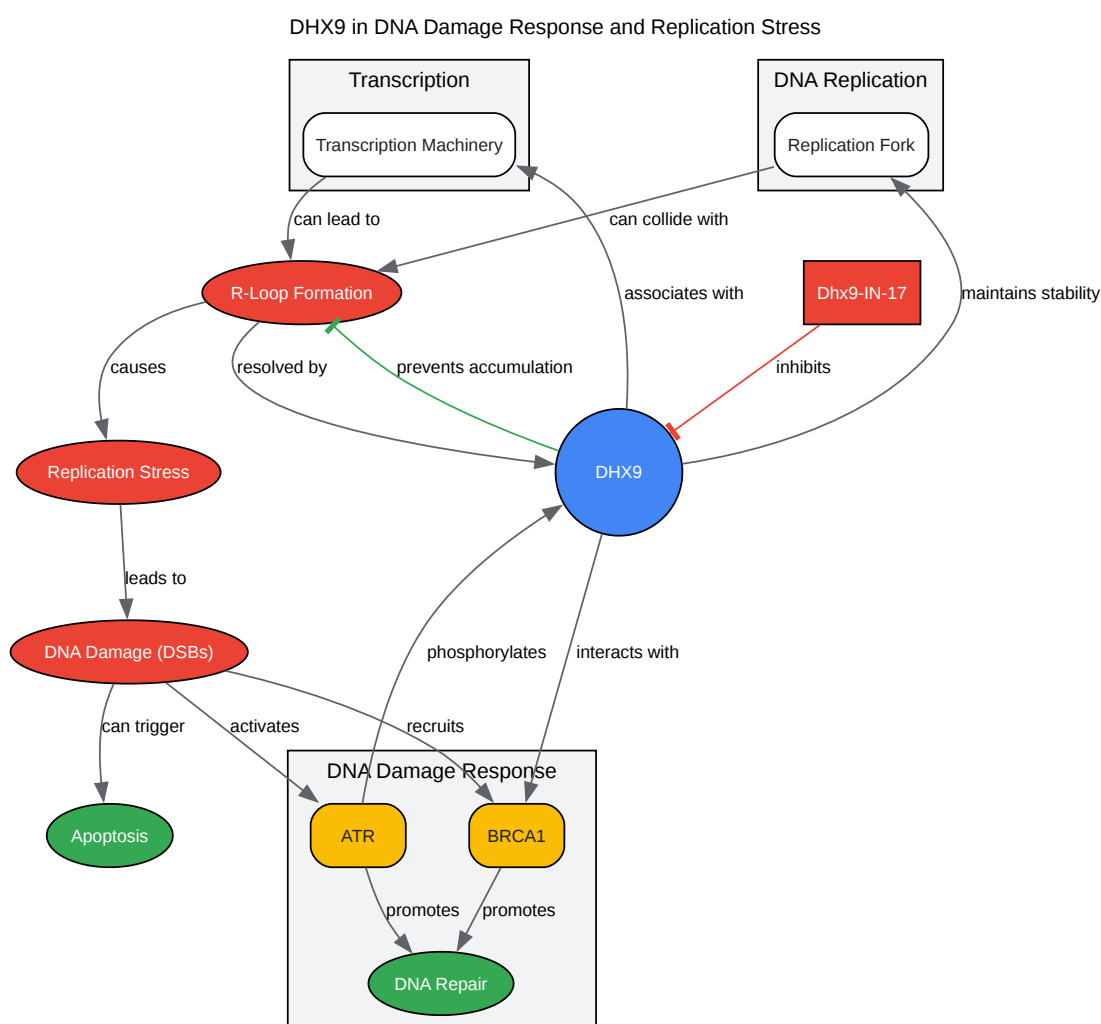 DHX9 in DNA Damage Response and Replication Stress
Transcription
DNA Replication
Transcription Machinery
Replication Fork
can lead to
can collide with
R-Loop Formation
associates with
Dhx9-IN-17
maintains stability
causes
resolved by
prevents accumulation
inhibits
Replication Stress
DHX9
leads to
DNA Damage (DSBs)
phosphorylates
interacts with
can trigger
activates
recruits
DNA Damage Response
Apoptosis
ATR
BRCA1
promotes
promotes
DNA Repair